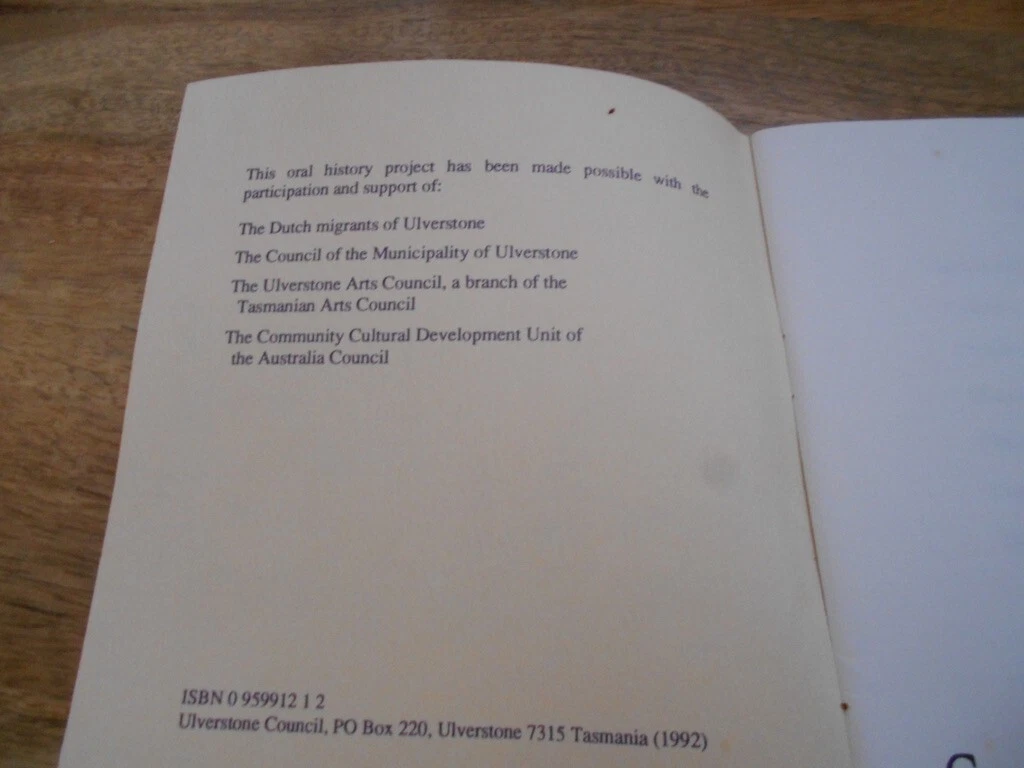 This oral history project has been made possible with the
participation and support of:
The Dutch migrants of Ulverstone
The Council of the Municipality of Ulverstone
The Ulverstone Arts Council, a branch of the
Tasmanian Arts Council
The Community Cultural Development Unit of
the Australia Council
ISBN 0 959912 1 2
Ulverstone Council, PO Box 220, Ulverstone 7315 Tasmania (1992)